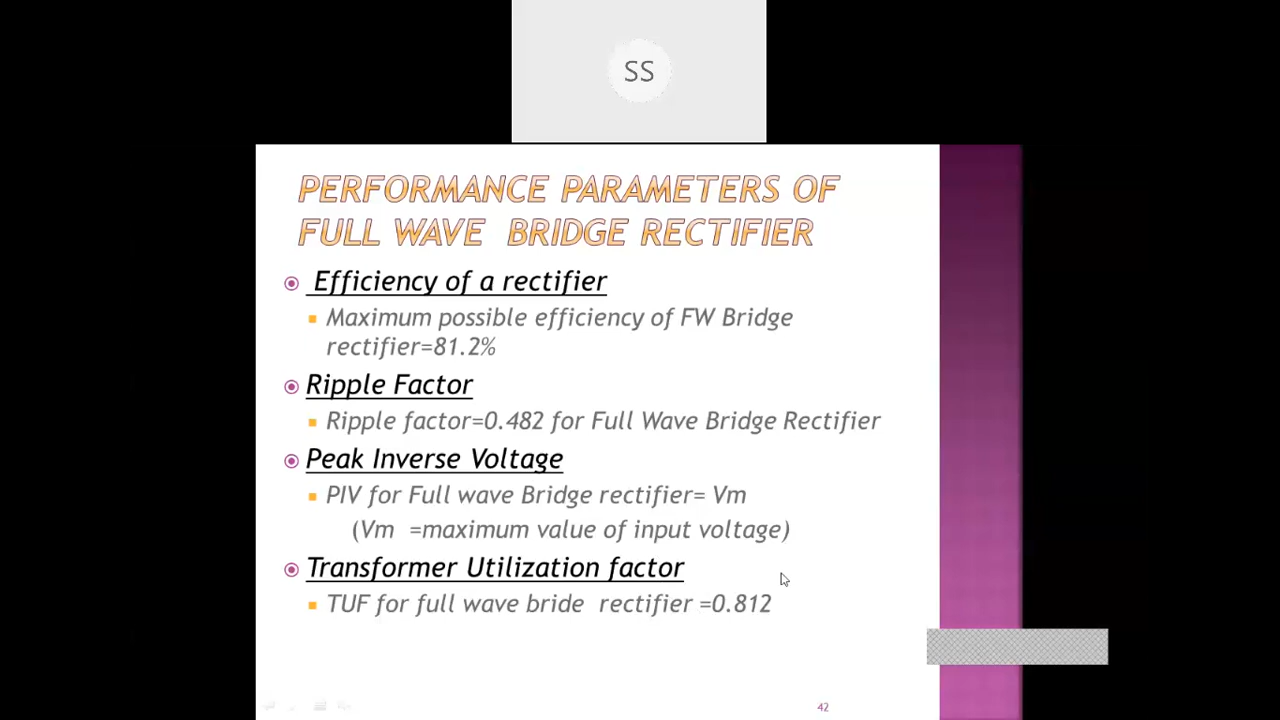 SS
PERFORMANCE PARAMETERS OF
FULL WAVE BRIDGE RECTIFIER
Efficiency of a rectifier
Maximum possible efficiency of FW Bridge
rectifier=81.2%
Ripple Factor
Ripple factor=0.482 for Full Wave Bridge Rectifier
Peak Inverse Voltage
PIV for Full wave Bridge rectifier= Vm
(Vm =maximum value of input voltage)
Transformer Utilization factor
TUF for full wave bride rectifier =0.812
42